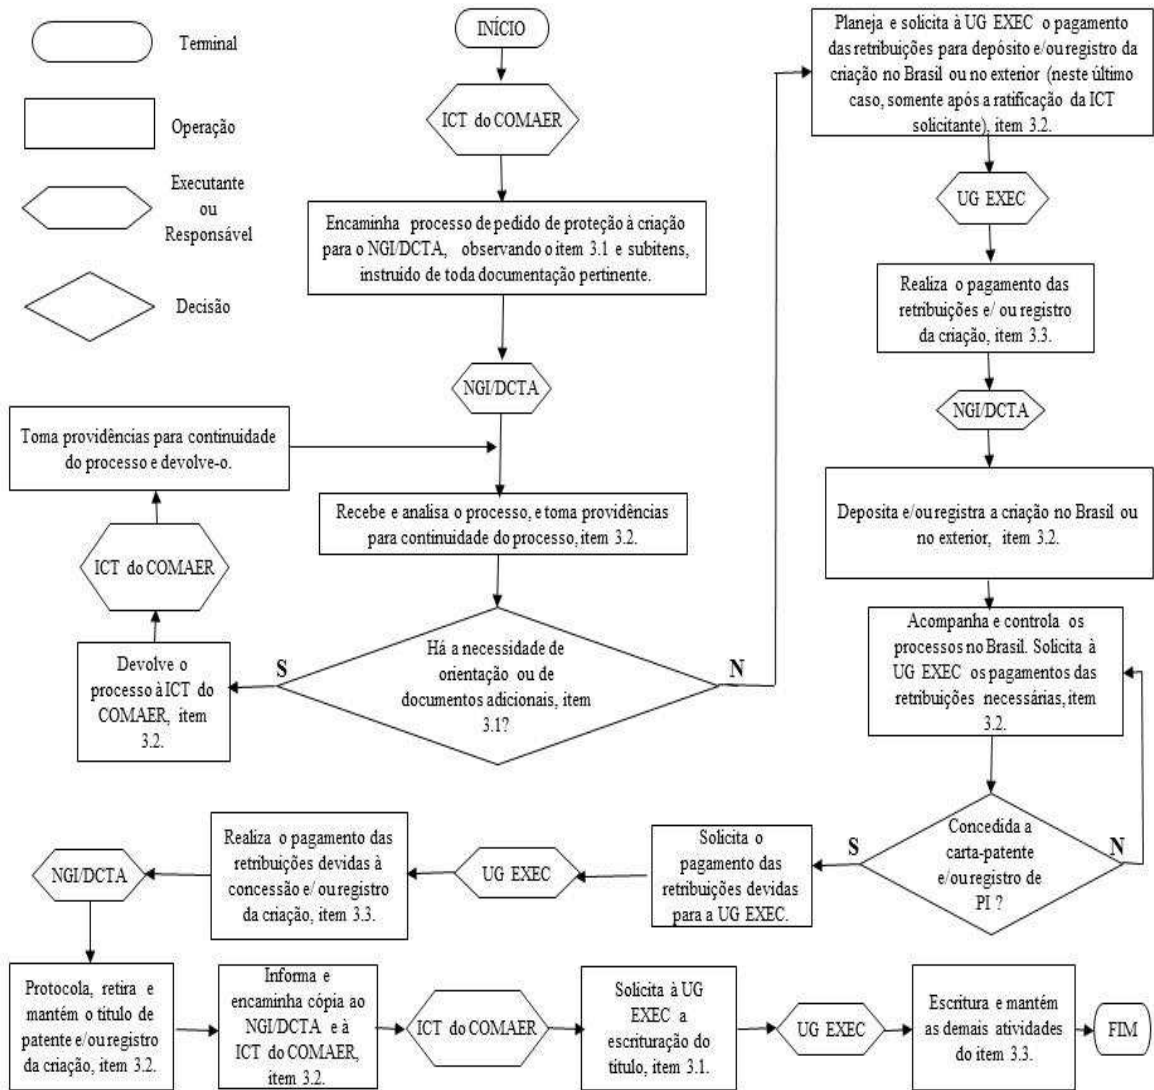 Terminal
Operação
Executante
ou
Responsável
Decisão
INÍCIO
ICT do COMAER
Encaminha processo de pedido de proteção à criação
para o NGI/DCTA, observando o item 3.1 e subitens,
instruído de toda documentação pertinente.
NGI/DCTA
Toma providências para continuidade
do processo e devolve-o.
Recebe e analisa o processo, e toma providências
para continuidade do processo, item 3.2.
ICT do COMAER
Devolve o
processo à ICT do
COMAER, item
3.2.
S
Há a necessidade de
orientação ou de
documentos adicionais, item
3.1?
N
Planeja e solicita à UG EXEC o pagamento
das retribuições para depósito e/ou registro da
criação no Brasil ou no exterior (neste último
caso, somente após a ratificação da ICT
solicitante), item 3.2.
UG EXEC
Realiza o pagamento das
retribuições e/ ou registro
da criação, item 3.3.
NGI/DCTA
Deposita e/ou registra a criação no Brasil ou
no exterior, item 3.2.
Acompanha e controla os
processos no Brasil. Solicita à
UG EXEC os pagamentos das
retribuições necessárias, item
3.2.
Concedida a
carta-patente
e/ou registro de
PI ?
S
N
Solicita o
pagamento das
retribuições devidas
para a UG EXEC.
UG EXEC
Realiza o pagamento das
retribuições devidas à
concessão e/ ou registro
da criação, item 3.3.
NGI/DCTA
Protocola, retira e
mantém o título de
patente e/ou registro
da criação, item 3.2.
Informa e
encaminha cópia ao
NGI/DCTA e à
ICT do COMAER,
item 3.2.
ICT do COMAER
Solicita à UG
EXEC a
escrituração do
título, item 3.1.
UG EXEC
Escritura e mantém
as demais atividades
do item 3.3.
FIM